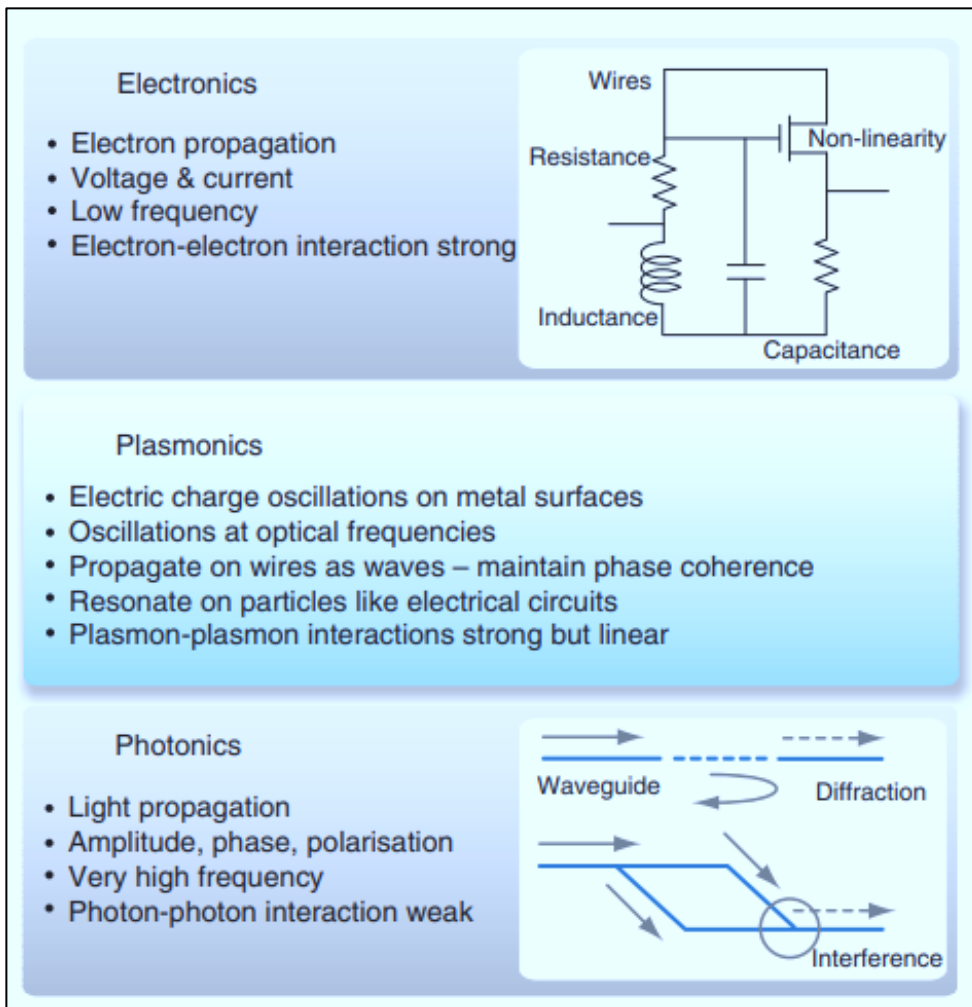 Electronics
• Electron propagation
• Voltage & current
• Low frequency
• Electron-electron interaction strong
Wires
Non-linearity
Resistance
Inductance
Capacitance
Plasmonics
• Electric charge oscillations on metal surfaces
• Oscillations at optical frequencies
• Propagate on wires as waves – maintain phase coherence
• Resonate on particles like electrical circuits
• Plasmon-plasmon interactions strong but linear
Photonics
• Light propagation
• Amplitude, phase, polarisation
• Very high frequency
• Photon-photon interaction weak
Waveguide
Diffraction
Interference